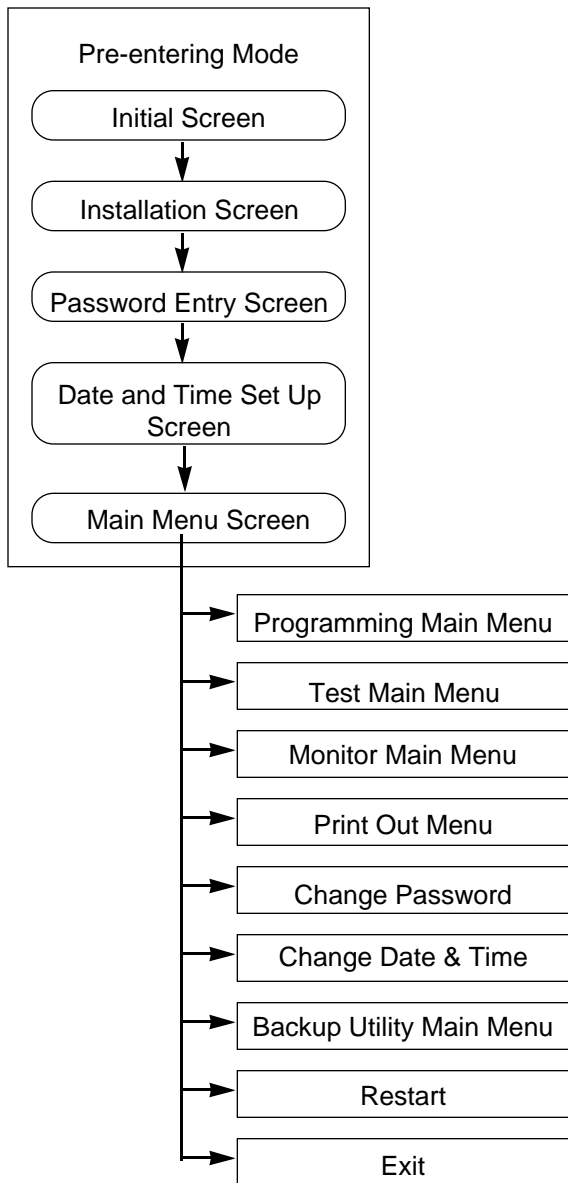 Pre-entering Mode
Initial Screen
Installation Screen
Password Entry Screen
Date and Time Set Up
Screen
Main Menu Screen
Programming Main Menu
Test Main Menu
Monitor Main Menu
Print Out Menu
Change Password
Change Date & Time
Backup Utility Main Menu
Restart
Exit